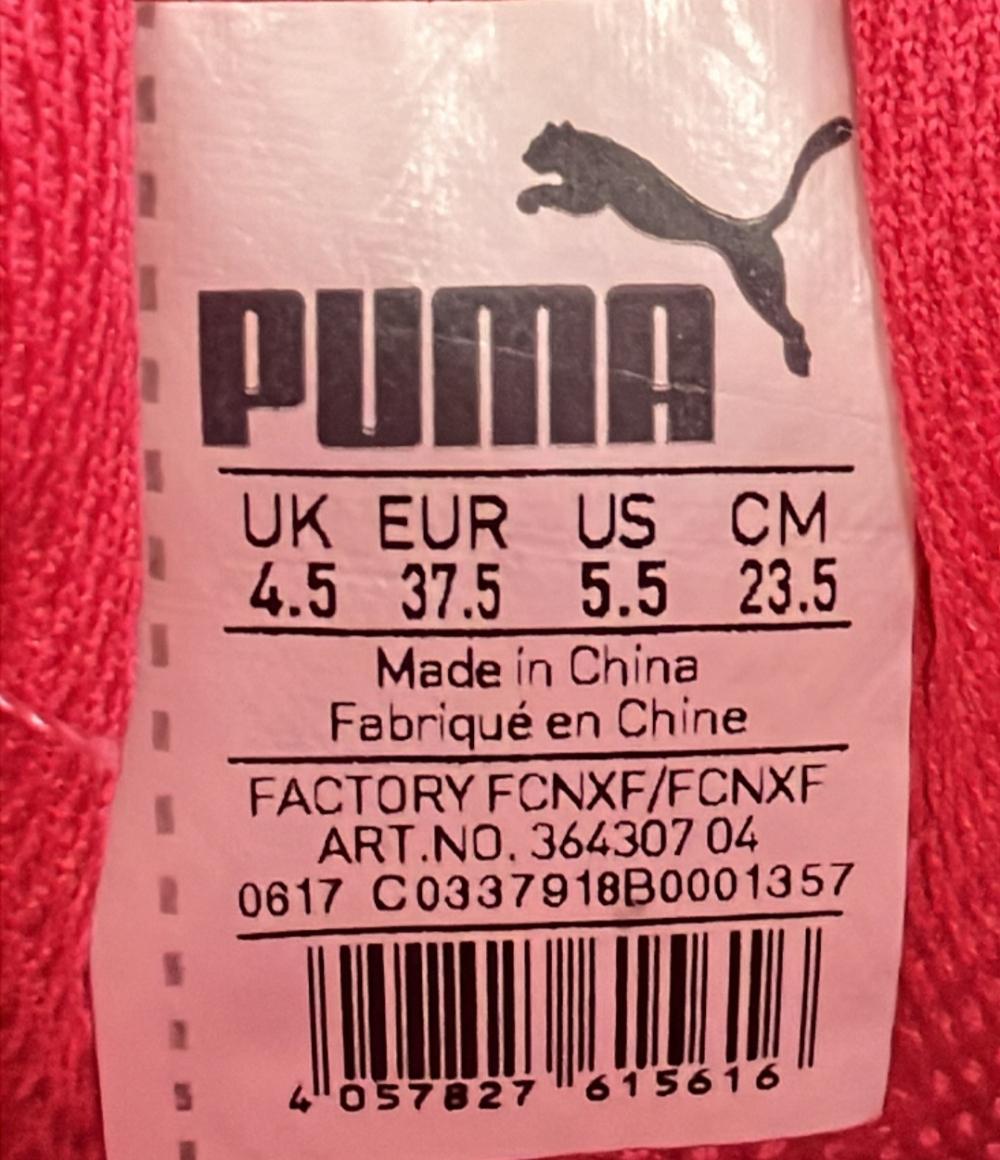 PUMA
UK EUR US CM
4.5 37.5 5.5 23.5
Made in China
Fabriqué en Chine
FACTORY FCNXF/FCNXF
ART.NO. 364307 04
0617 C0337918B0001357
4 057827 615616